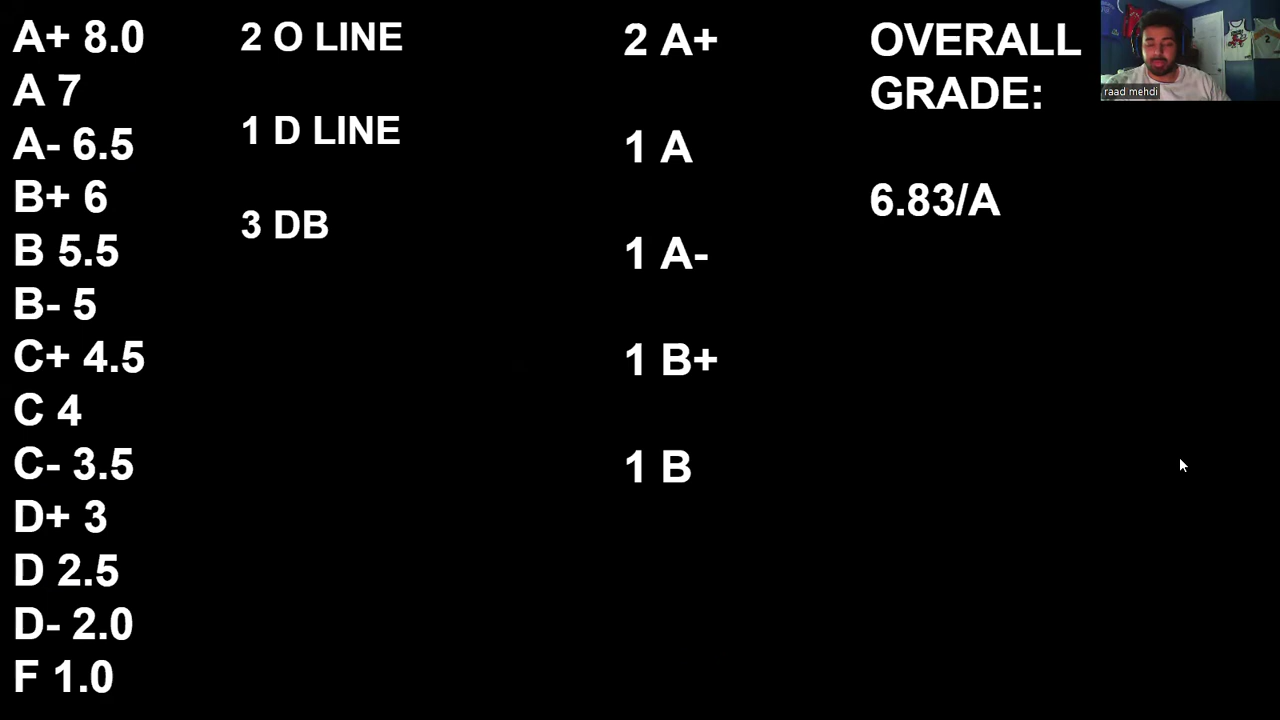 A+ 8.0
A 7
A- 6.5
B+ 6
B 5.5
B- 5
C+ 4.5
C 4
C- 3.5
D+ 3
D 2.5
D- 2.0
F 1.0
2 O LINE
1 D LINE
3 DB
2 A+
1 A
1 A-
1 B+
1 B
OVERALL
GRADE:
6.83/A
raad mehdi